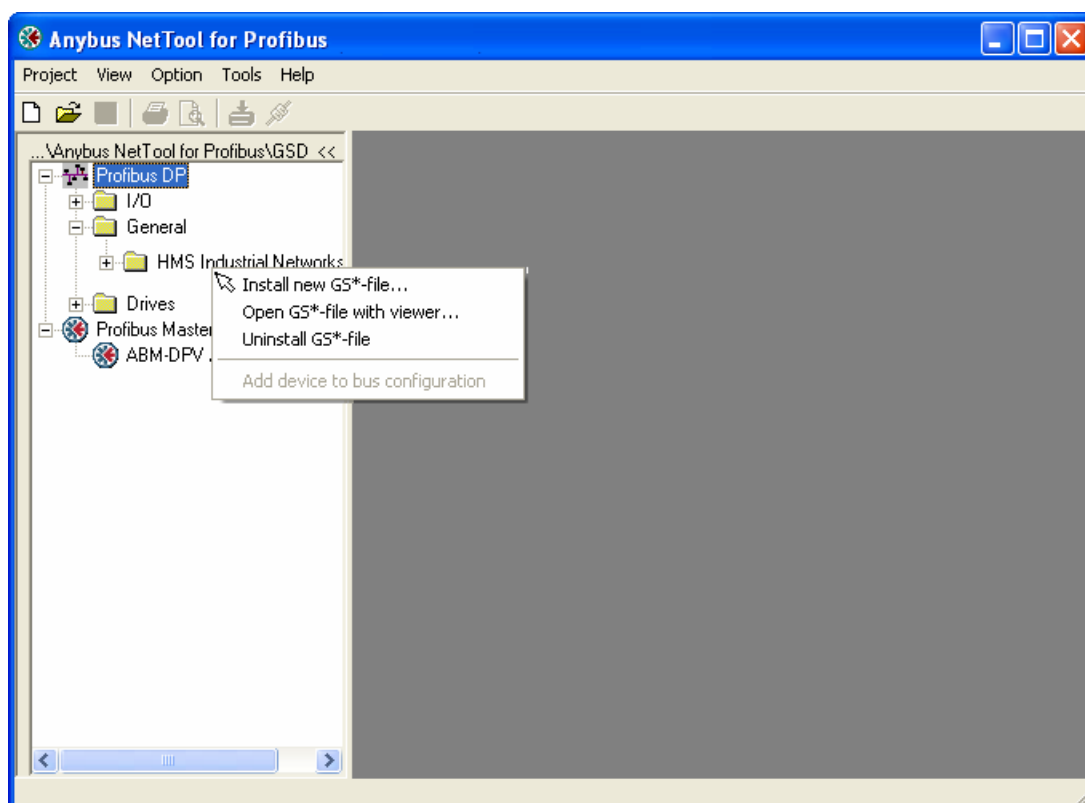 Anybus NetTool for Profibus
Project View Option Tools Help
...\Anybus NetTool for Profibus\GSD <<
Profibus DP
I/O
General
HMS Industrial Networks
Install new GS*-file...
Open GS*-file with viewer...
Uninstall GS*-file
Add device to bus configuration
Drives
Profibus Master
ABM-DPV